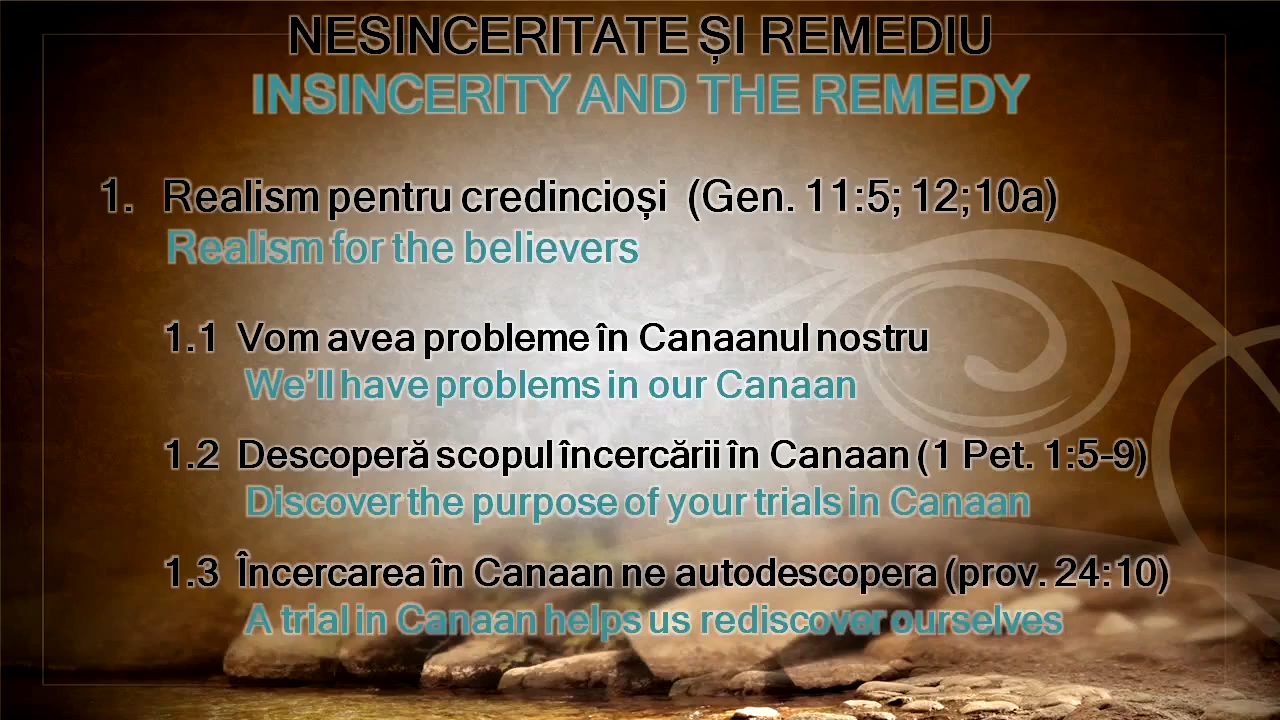 NESINCERITATE ȘI REMEDIU
INSINCERITY AND THE REMEDY
1. Realism pentru credincioși (Gen. 11:5; 12;10a)
Realism for the believers
1.1 Vom avea probleme în Canaanul nostru
We'll have problems in our Canaan
1.2 Descoperă scopul încercării în Canaan (1 Pet. 1:5-9)
Discover the purpose of your trials in Canaan
1.3 Încercarea în Canaan ne autodescopera (prov. 24:10)
A trial in Canaan helps us rediscover ourselves